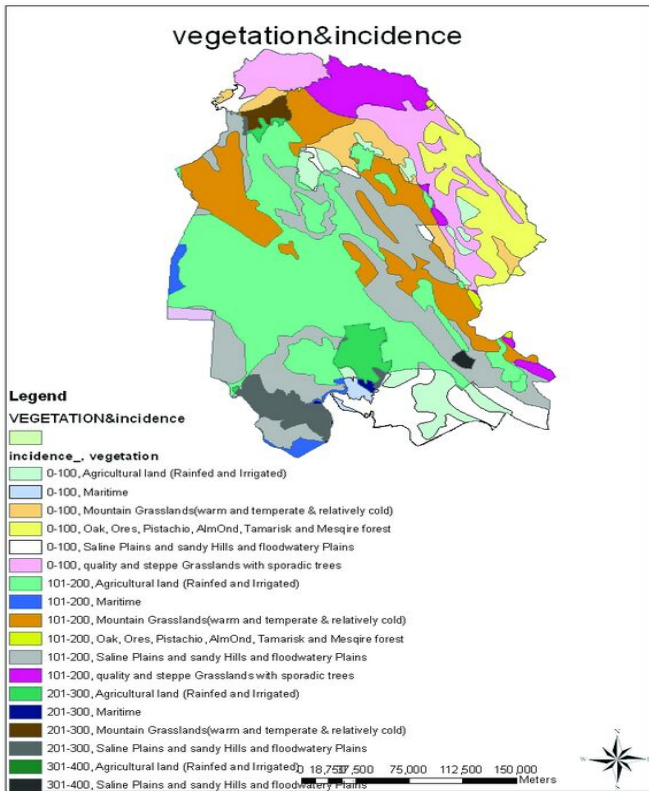 vegetation&incidence
Legend
VEGETATION&incidence
incidence_, vegetation
0-100, Agricultural land (Rainfed and Irrigated)
0-100, Maritime
0-100, Mountain Grasslands(warm and temperate & relatively cold)
0-100, Oak, Ores, Pistachio, AlmOnd, Tamarisk and Mesqire forest
0-100, Saline Plains and sandy Hills and floodwatery Plains
0-100, quality and steppe Grasslands with sporadic trees
101-200, Agricultural land (Rainfed and Irrigated)
101-200, Maritime
101-200, Mountain Grasslands(warm and temperate & relatively cold)
101-200, Oak, Ores, Pistachio, AlmOnd, Tamarisk and Mesqire forest
101-200, Saline Plains and sandy Hills and floodwatery Plains
101-200, quality and steppe Grasslands with sporadic trees
201-300, Agricultural land (Rainfed and Irrigated)
201-300, Maritime
201-300, Mountain Grasslands(warm and temperate & relatively cold)
201-300, Saline Plains and sandy Hills and floodwatery Plains
301-400, Agricultural land (Rainfed and Irrigated)
0 18,750 37,500 75,000 112,500 150,000
Meters
301-400, Saline Plains and sandy Hills and floodwatery Plains
N
S